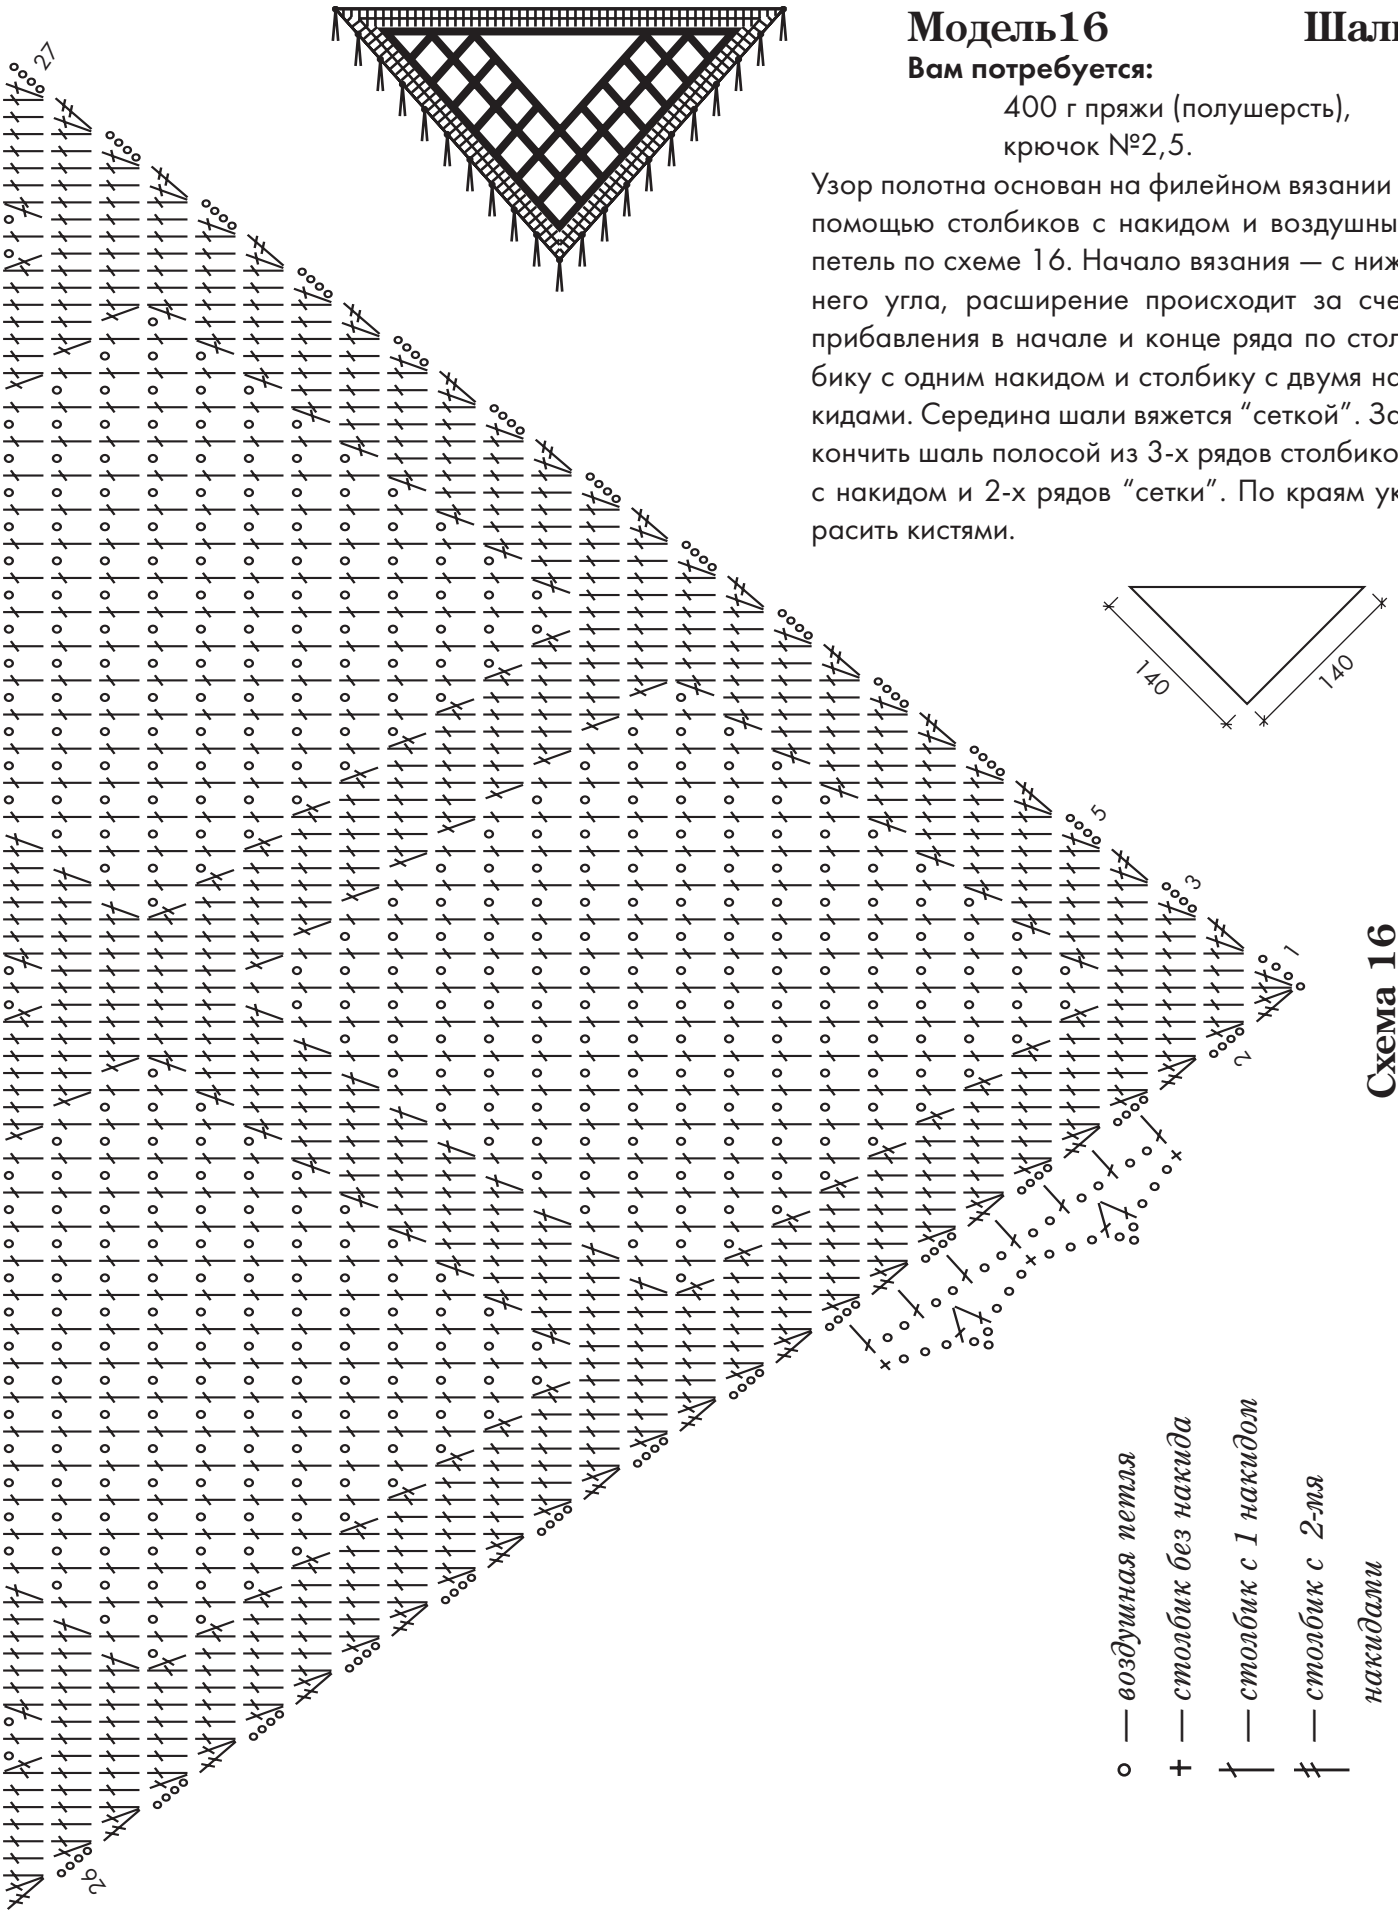 Модель16 Шаль
Вам потребуется:
400 г пряжи (полушерсть),
крючок №2,5.
Узор полотна основан на филейном вязании
помощью столбиков с накидом и воздушны
петель по схеме 16. Начало вязания — с ниж
него угла, расширение происходит за сче
прибавления в начале и конце ряда по стол
бику с одним накидом и столбику с двумя на
кидами. Середина шали вяжется “сеткой”. За
кончить шаль полосой из 3-х рядов столбико
с накидом и 2-х рядов “сетки”. По краям ук
расить кистями.
140
140
27
5
3
1
2
26
Схема 16
— воздушная петля
— столбик без накида
— столбик с 1 накидом
— столбик с 2-мя
накидами